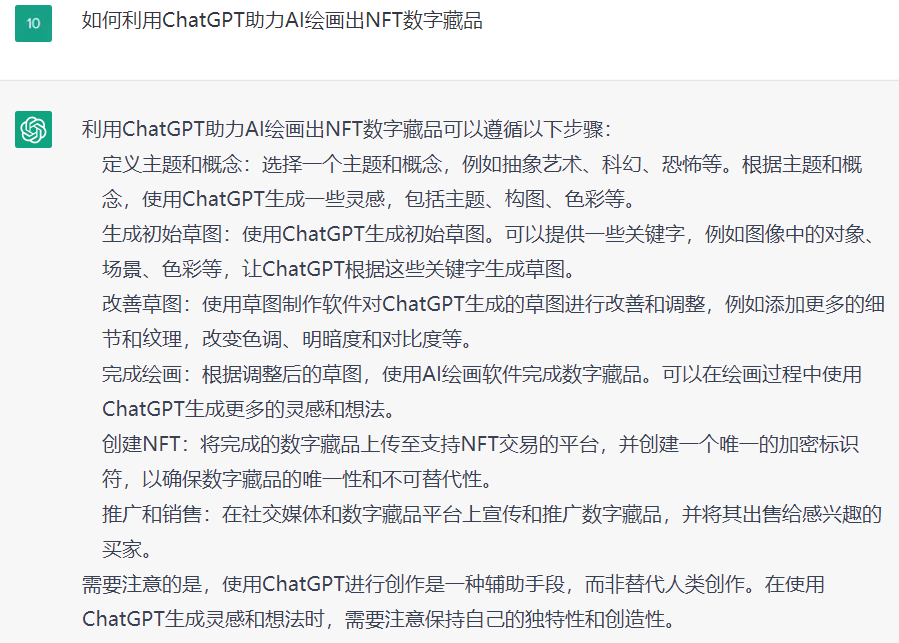 10
如何利用ChatGPT助力AI绘画出NFT数字藏品
利用ChatGPT助力AI绘画出NFT数字藏品可以遵循以下步骤：
定义主题和概念：选择一个主题和概念，例如抽象艺术、科幻、恐怖等。根据主题和概
念，使用ChatGPT生成一些灵感，包括主题、构图、色彩等。
生成初始草图：使用ChatGPT生成初始草图。可以提供一些关键字，例如图像中的对象、
场景、色彩等，让ChatGPT根据这些关键字生成草图。
改善草图：使用草图制作软件对ChatGPT生成的草图进行改善和调整，例如添加更多的细
节和纹理，改变色调、明暗度和对比度等。
完成绘画：根据调整后的草图，使用AI绘画软件完成数字藏品。可以在绘画过程中使用
ChatGPT生成更多的灵感和想法。
创建NFT：将完成的数字藏品上传至支持NFT交易的平台，并创建一个唯一的加密标识
符，以确保数字藏品的唯一性和不可替代性。
推广和销售：在社交媒体和数字藏品平台上宣传和推广数字藏品，并将其出售给感兴趣的
买家。
需要注意的是，使用ChatGPT进行创作是一种辅助手段，而非替代人类创作。在使用
ChatGPT生成灵感和想法时，需要注意保持自己的独特性和创造性。